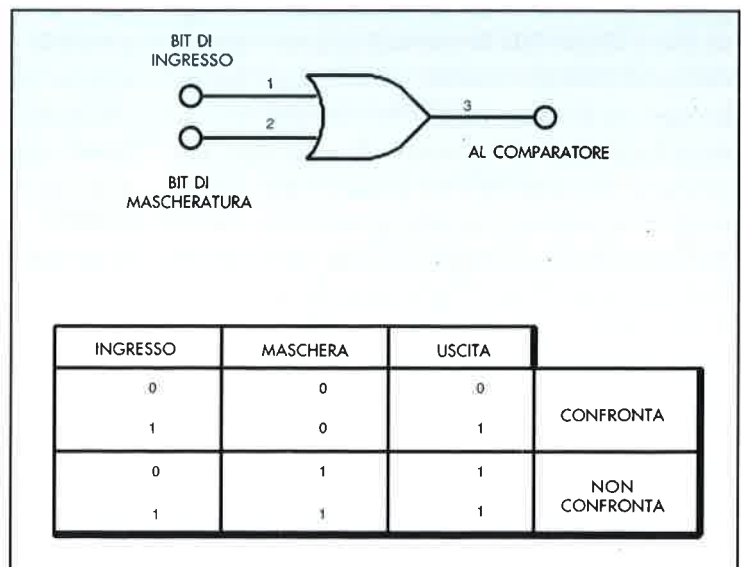 BIT DI
INGRESSO
1
2
3
AL COMPARATORE
BIT DI
MASCHERATURA
INGRESSO MASCHERA USCITA
0 0 0
1 0 1
CONFRONTA
0 1 1
1 1 1
NON
CONFRONTA